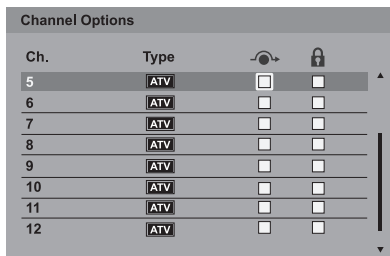 Channel Options
Ch. Type
5 ATV
6 ATV
7 ATV
8 ATV
9 ATV
10 ATV
11 ATV
12 ATV